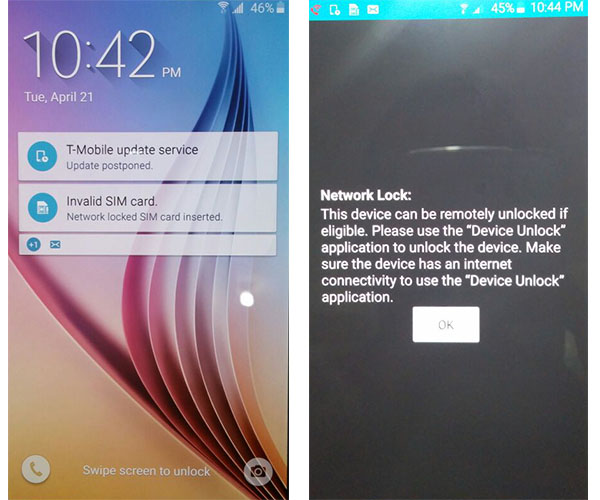 46%
10:42 PM
Tue, April 21
T-Mobile update service
Update postponed.
Invalid SIM card.
Network locked SIM card inserted.
+1
Swipe screen to unlock
45% 10:44 PM
Network Lock:
This device can be remotely unlocked if
eligible. Please use the “Device Unlock”
application to unlock the device. Make
sure the device has an internet
connectivity to use the “Device Unlock”
application.
OK